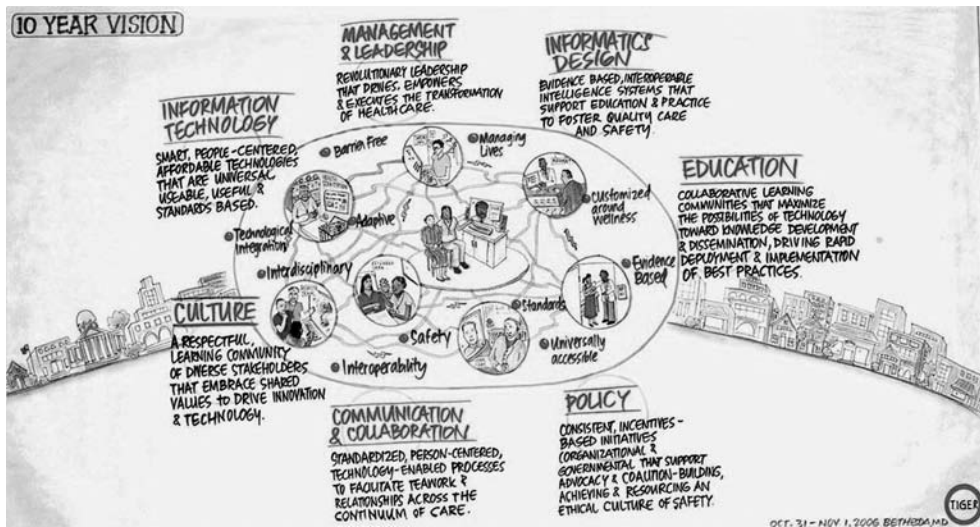 10 YEAR VISION
MANAGEMENT
& LEADERSHIP
REVOLUTIONARY LEADERSHIP
THAT DRIVES, EMPOWERS
& EXECUTES THE TRANSFORMATION
OF HEALTHCARE.
INFORMATICS
DESIGN
EVIDENCE BASED, INTEROPERABLE
INTELLIGENCE SYSTEMS THAT
SUPPORT EDUCATION & PRACTICE
TO FOSTER QUALITY CARE
AND SAFETY.
INFORMATION
TECHNOLOGY
SMART, PEOPLE-CENTERED,
AFFORDABLE TECHNOLOGIES
THAT ARE UNIVERSAL,
USEABLE, USEFUL &
STANDARDS BASED.
EDUCATION
COLLABORATIVE LEARNING
COMMUNITIES THAT MAXIMIZE
THE POSSIBILITIES OF TECHNOLOGY
TOWARD KNOWLEDGE DEVELOPMENT
& DISSEMINATION, DRIVING RAPID
DEPLOYMENT & IMPLEMENTATION
OF BEST PRACTICES.
Barrier Free
Managing
Lives
Customized
around
wellness
Adaptive
Technological
Integration
Interdisciplinary
Evidence
Based
Standards
Safety
Universally
accessible
Interoperability
CULTURE
A RESPECTFUL,
LEARNING COMMUNITY
OF DIVERSE STAKEHOLDERS
THAT EMBRACE SHARED
VALUES TO DRIVE INNOVATION
& TECHNOLOGY.
COMMUNICATION
& COLLABORATION
STANDARDIZED, PERSON-CENTERED,
TECHNOLOGY-ENABLED PROCESSES
TO FACILITATE TEAWORK &
RELATIONSHIPS ACROSS THE
CONTINUUM OF CARE.
POLICY
CONSISTENT, INCENTIVES-
BASED INITIATIVES
(ORGANIZATIONAL &
GOVERNMENTAL THAT SUPPORT
ADVOCACY & COALITION-BUILDING,
ACHIEVING & RESOURCING AN
ETHICAL CULTURE OF SAFETY.
TIGER
OCT. 31 - NOV 1, 2006 BETHESDA, MD